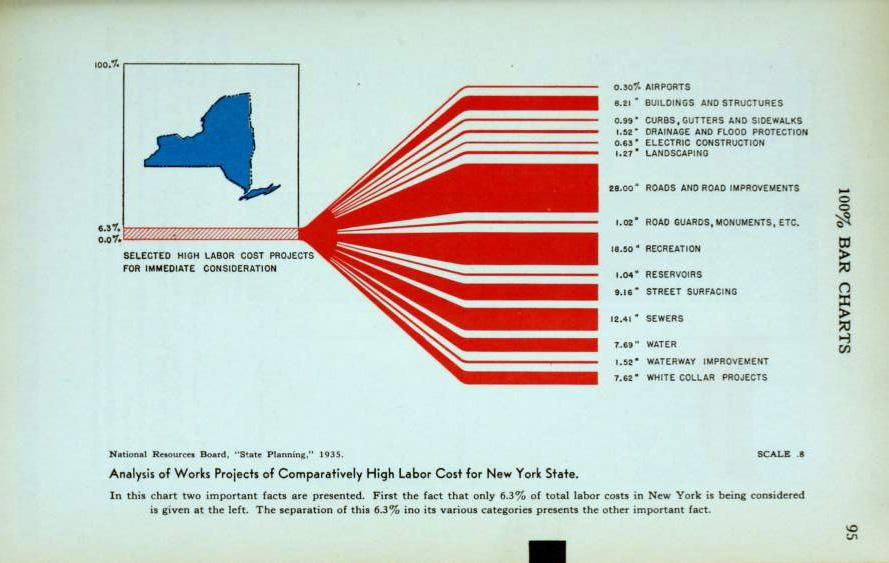 100.%
6.3%
0.0%
SELECTED HIGH LABOR COST PROJECTS
FOR IMMEDIATE CONSIDERATION
0.30% AIRPORTS
8.21 " BUILDINGS AND STRUCTURES
0.99 " CURBS, GUTTERS AND SIDEWALKS
1.52 " DRAINAGE AND FLOOD PROTECTION
0.63 " ELECTRIC CONSTRUCTION
1.27 " LANDSCAPING
28.00 " ROADS AND ROAD IMPROVEMENTS
1.02 " ROAD GUARDS, MONUMENTS, ETC.
18.50 " RECREATION
1.04 " RESERVOIRS
9.16 " STREET SURFACING
12.41 " SEWERS
7.69 " WATER
1.52 " WATERWAY IMPROVEMENT
7.62 " WHITE COLLAR PROJECTS
100% BAR CHARTS
National Resources Board, "State Planning," 1935.
SCALE .8
Analysis of Works Projects of Comparatively High Labor Cost for New York State.
In this chart two important facts are presented. First the fact that only 6.3% of total labor costs in New York is being considered
is given at the left. The separation of this 6.3% ino its various categories presents the other important fact.
95